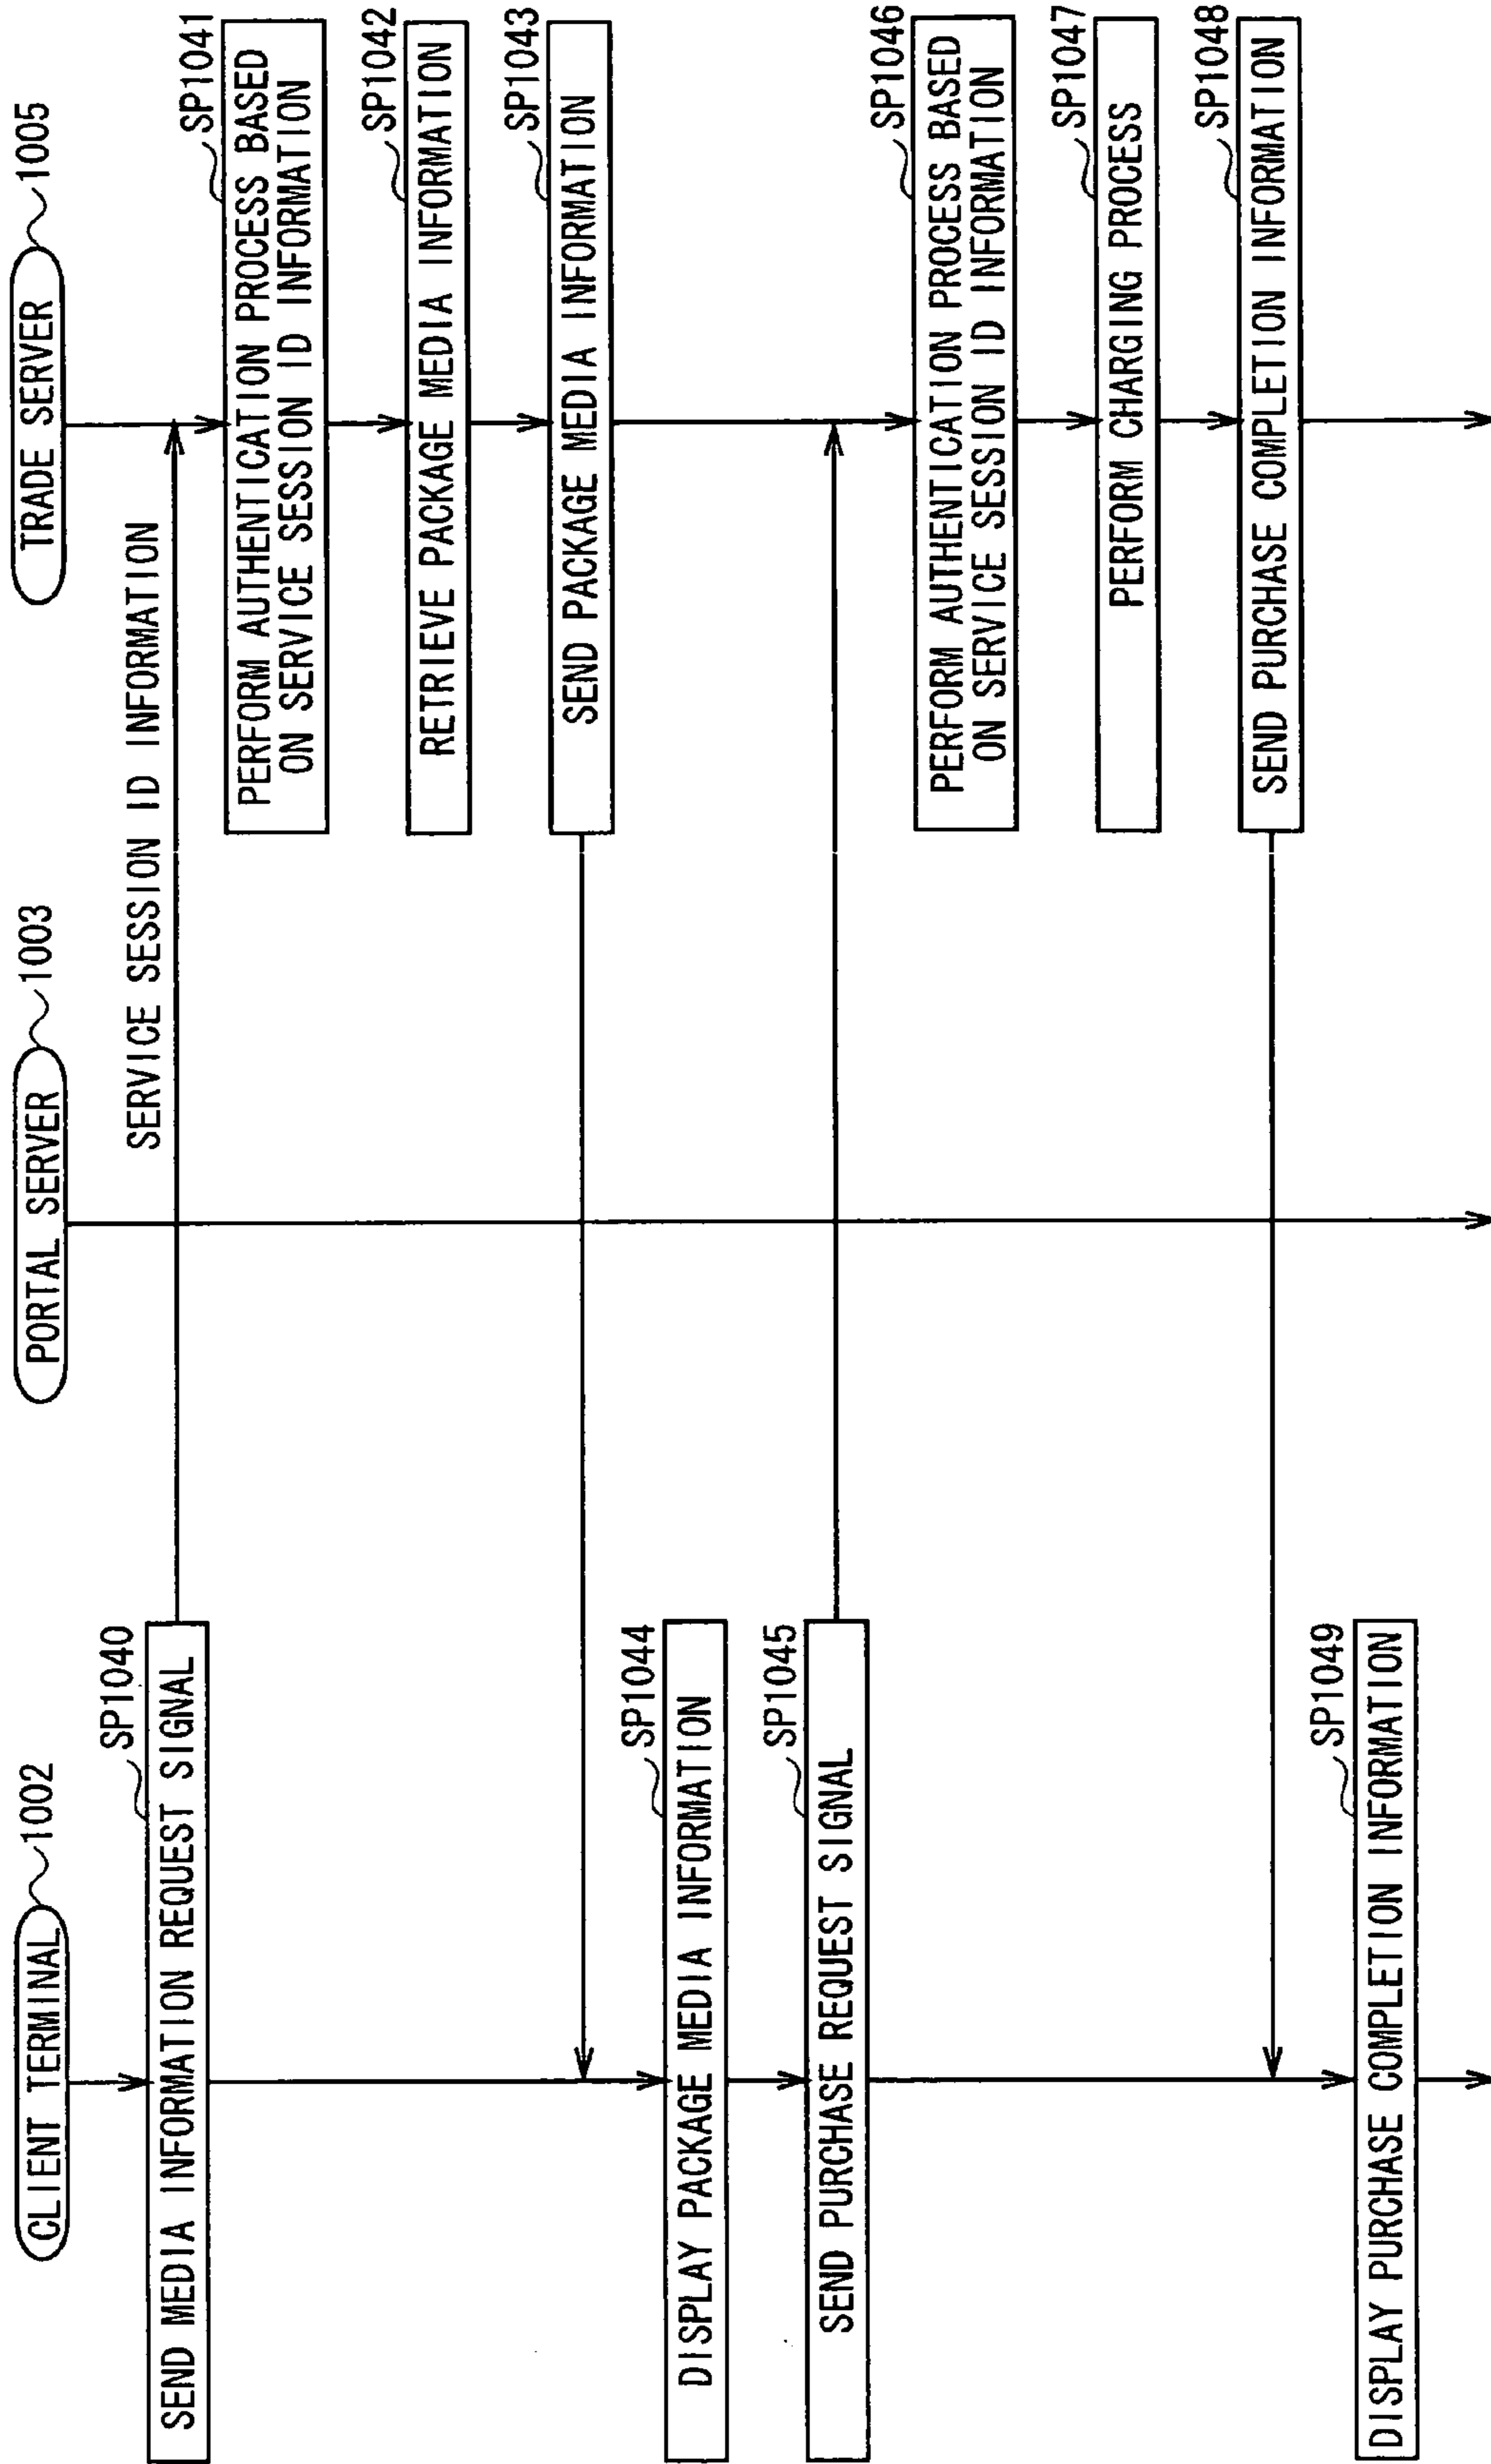 CLIENT TERMINAL
1002
PORTAL SERVER
1003
TRADE SERVER
1005
SP1040
SEND MEDIA INFORMATION REQUEST SIGNAL
SERVICE SESSION ID INFORMATION
SP1041
PERFORM AUTHENTICATION PROCESS BASED
ON SERVICE SESSION ID INFORMATION
SP1042
RETRIEVE PACKAGE MEDIA INFORMATION
SP1043
SEND PACKAGE MEDIA INFORMATION
SP1044
DISPLAY PACKAGE MEDIA INFORMATION
SP1045
SEND PURCHASE REQUEST SIGNAL
SP1046
PERFORM AUTHENTICATION PROCESS BASED
ON SERVICE SESSION ID INFORMATION
SP1047
PERFORM CHARGING PROCESS
SP1048
SEND PURCHASE COMPLETION INFORMATION
SP1049
DISPLAY PURCHASE COMPLETION INFORMATION